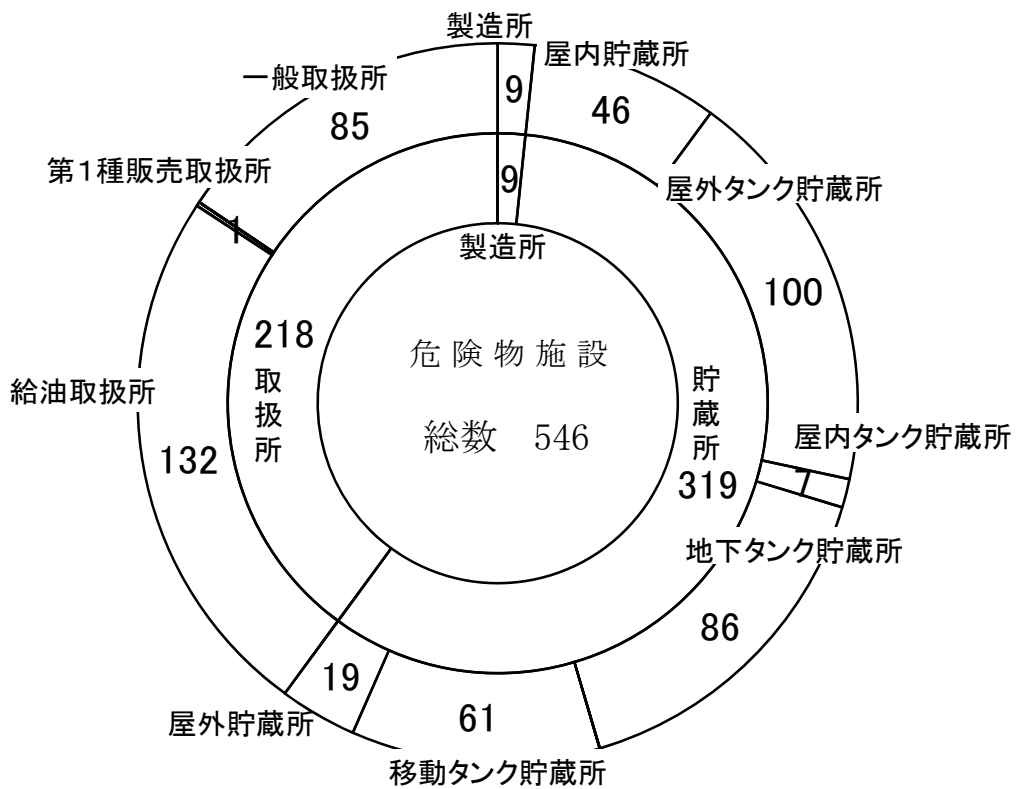 製造所
9
屋内貯蔵所
46
屋外タンク貯蔵所
100
屋内タンク貯蔵所
7
地下タンク貯蔵所
86
移動タンク貯蔵所
61
屋外貯蔵所
19
給油取扱所
132
第1種販売取扱所
1
一般取扱所
85
9
製造所
貯蔵所
319
218
取扱所
危険物施設
総数 546